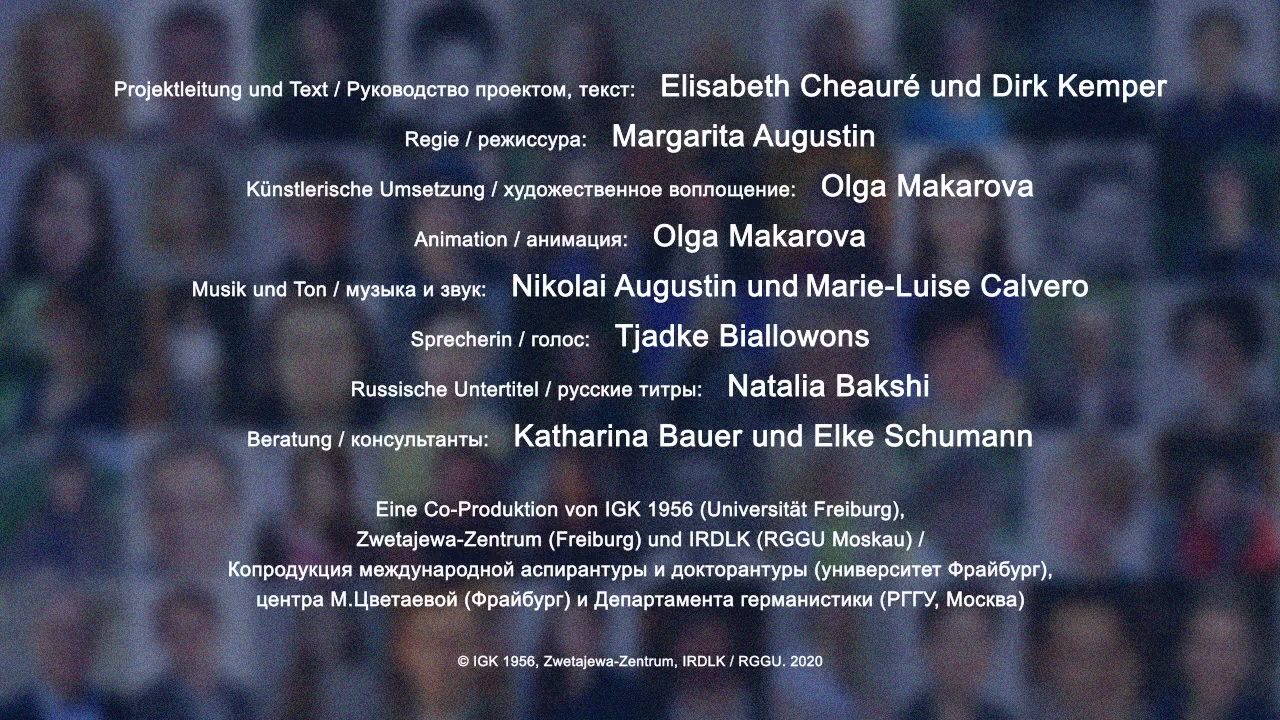 Projektleitung und Text / Руководство проектом, текст: Elisabeth Cheauré und Dirk Kemper
Regie / режиссура: Margarita Augustin
Künstlerische Umsetzung / художественное воплощение: Olga Makarova
Animation / анимация: Olga Makarova
Musik und Ton / музыка и звук: Nikolai Augustin und Marie-Luise Calvero
Sprecherin / голос: Tjadke Biallowons
Russische Untertitel / русские титры: Natalia Bakshi
Beratung / консультанты: Katharina Bauer und Elke Schumann
Eine Co-Produktion von IGK 1956 (Universität Freiburg),
Zwetajewa-Zentrum (Freiburg) und IRDLK (RGGU Moskau) /
Копродукция международной аспирантуры и докторантуры (университет Фрайбург),
центра М.Цветаевой (Фрайбург) и Департамента германистики (РГГУ, Москва)
© IGK 1956, Zwetajewa-Zentrum, IRDLK / RGGU. 2020